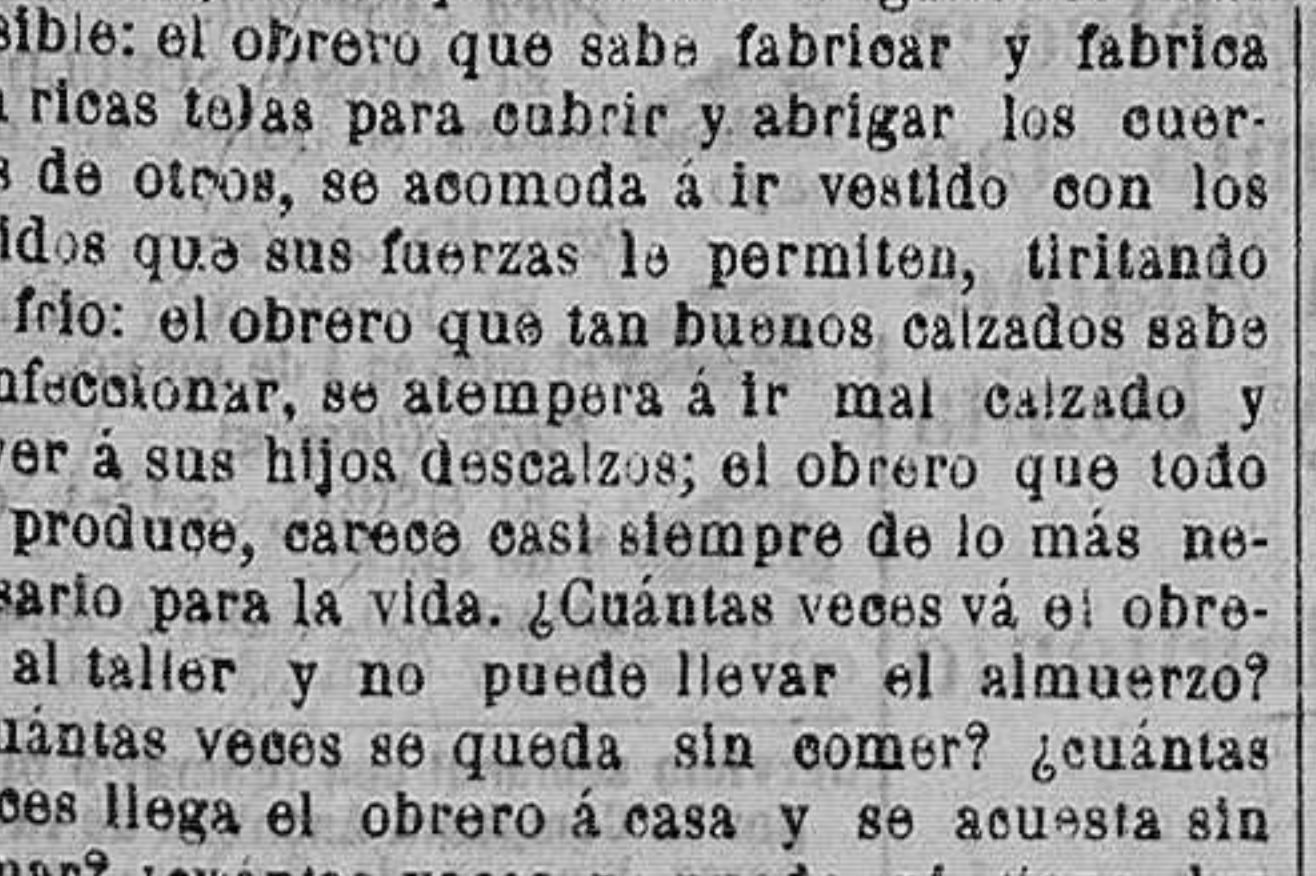 sible: el obrero que sabe fabricar y fabrica
ricas telas para cubrir y abrigar los cuer-
s de otros, se acomoda á ir vestido con los
idos que sus fuerzas le permiten, tiritando
frio: el obrero que tan buenos calzados sabe
nfeccionar, se atempera á ir mal calzado y
ver á sus hijos descalzos; el obrero que todo
produce, carece casi siempre de lo más ne-
sario para la vida. ¿Cuántas veces vá el obre-
al taller y no puede llevar el almuerzo?
uántas veces se queda sin comer? ¿cuántas
ces llega el obrero á casa y se acuesta sin